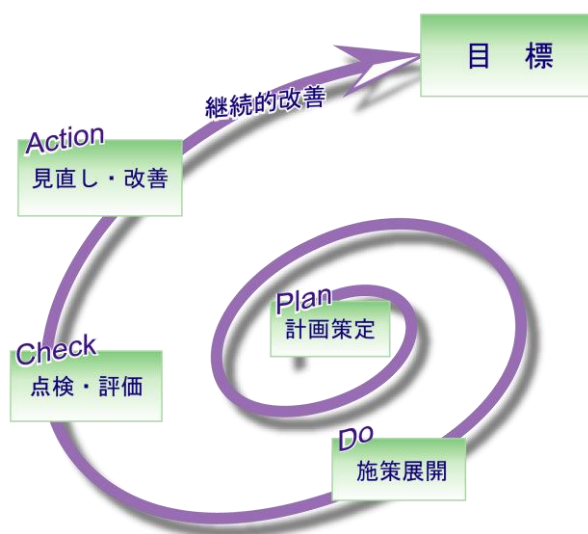 目 標
継続的改善
Action
見直し・改善
Plan
計画策定
Check
点検・評価
Do
施策展開